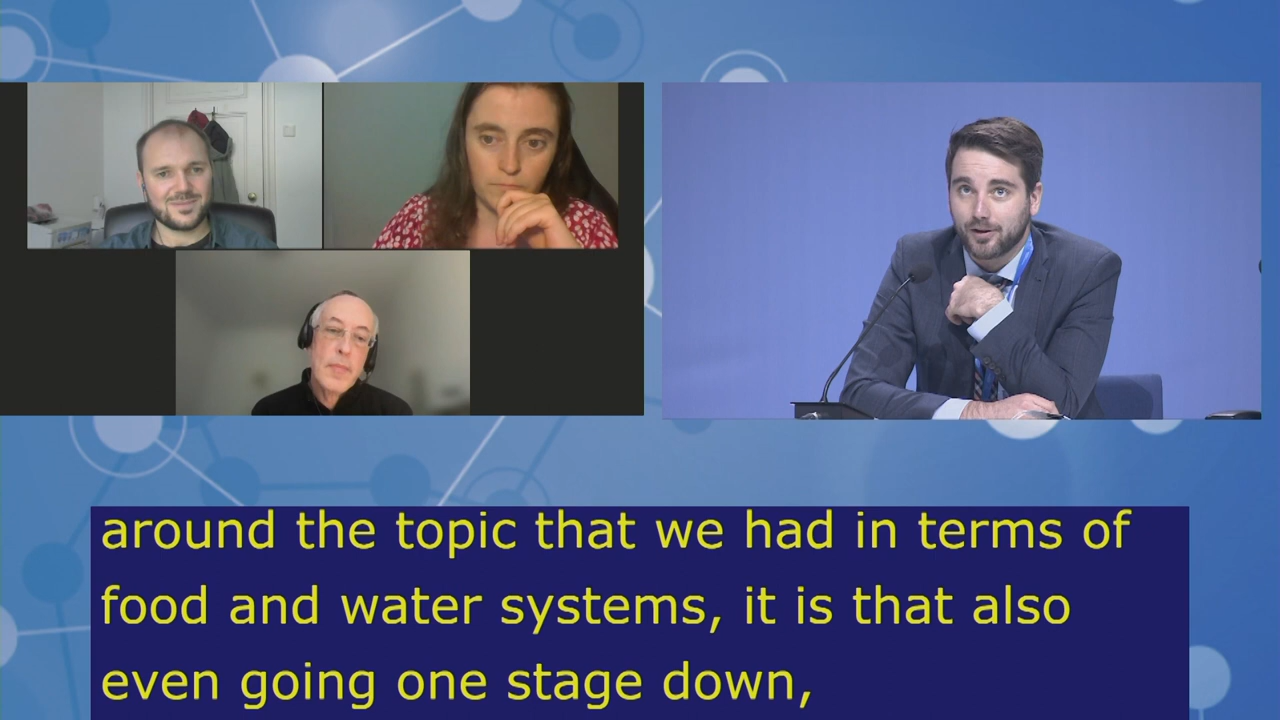 around the topic that we had in terms of
food and water systems, it is that also
even going one stage down,